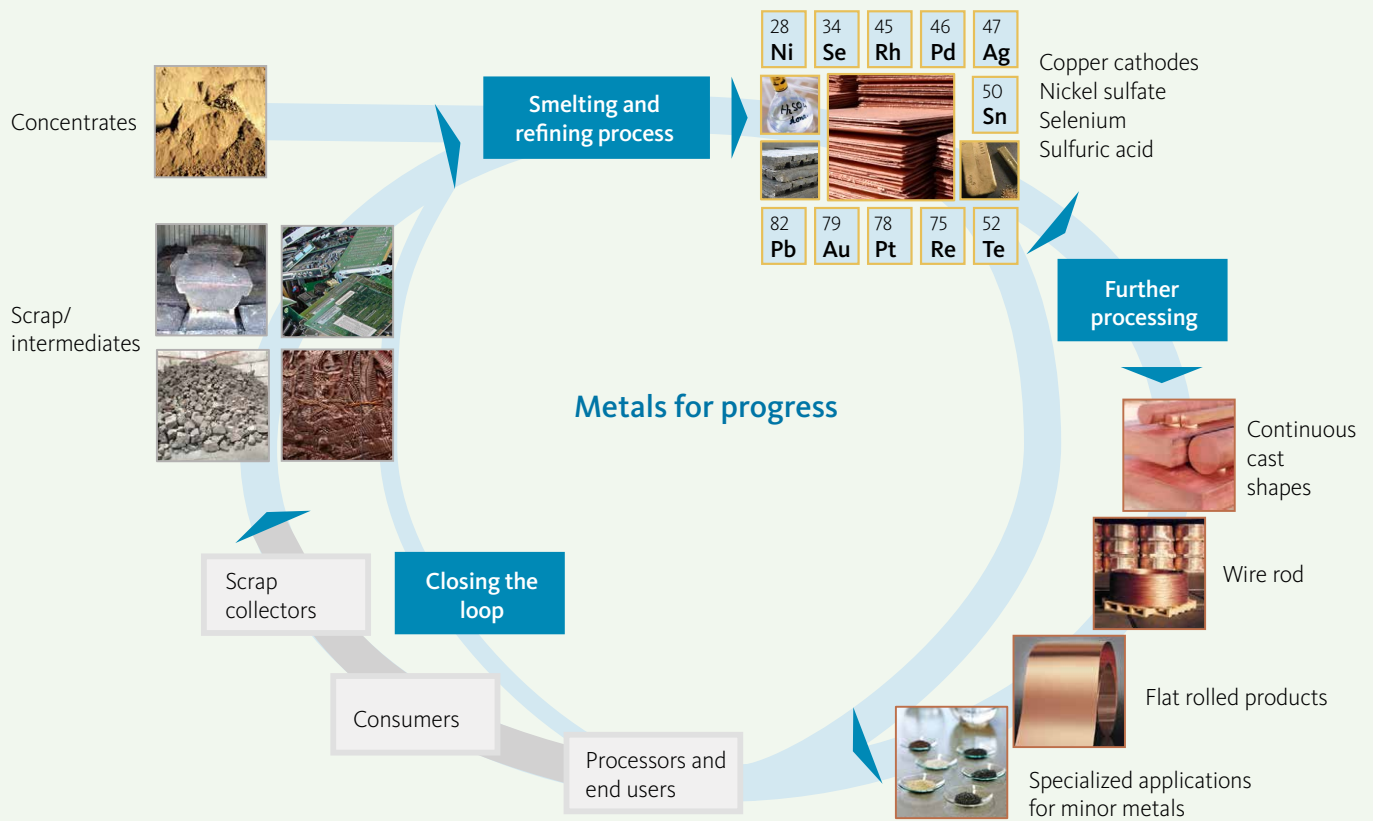 28
Ni
34
Se
45
Rh
46
Pd
47
Ag
50
Sn
H₂SO₄
82
Pb
79
Au
78
Pt
75
Re
52
Te
Copper cathodes
Nickel sulfate
Selenium
Sulfuric acid
Concentrates
Smelting and
refining process
Scrap/
intermediates
Further
processing
Metals for progress
Continuous
cast
shapes
Wire rod
Flat rolled products
Specialized applications
for minor metals
Scrap
collectors
Closing the
loop
Consumers
Processors and
end users